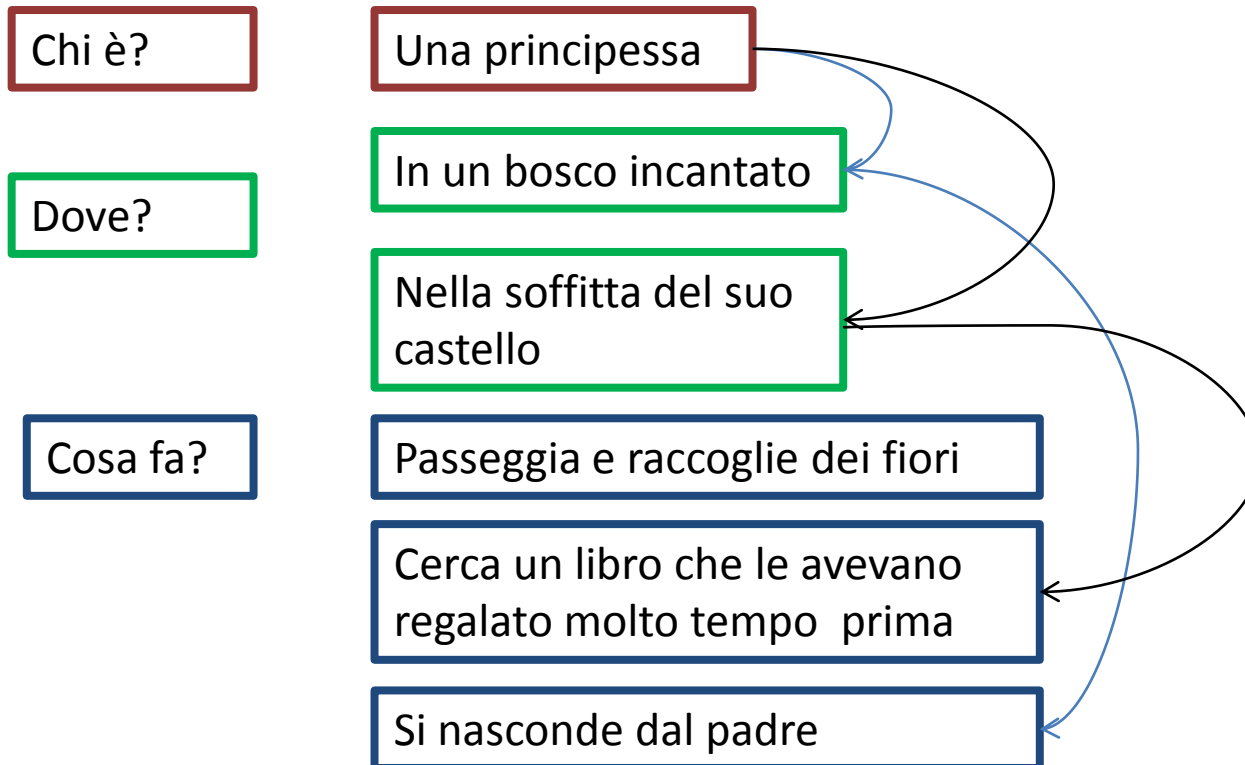 Chi è?
Una principessa
In un bosco incantato
Dove?
Nella soffitta del suo
castello
Cosa fa?
Passeggia e raccoglie dei fiori
Cerca un libro che le avevano
regalato molto tempo  prima
Si nasconde dal padre